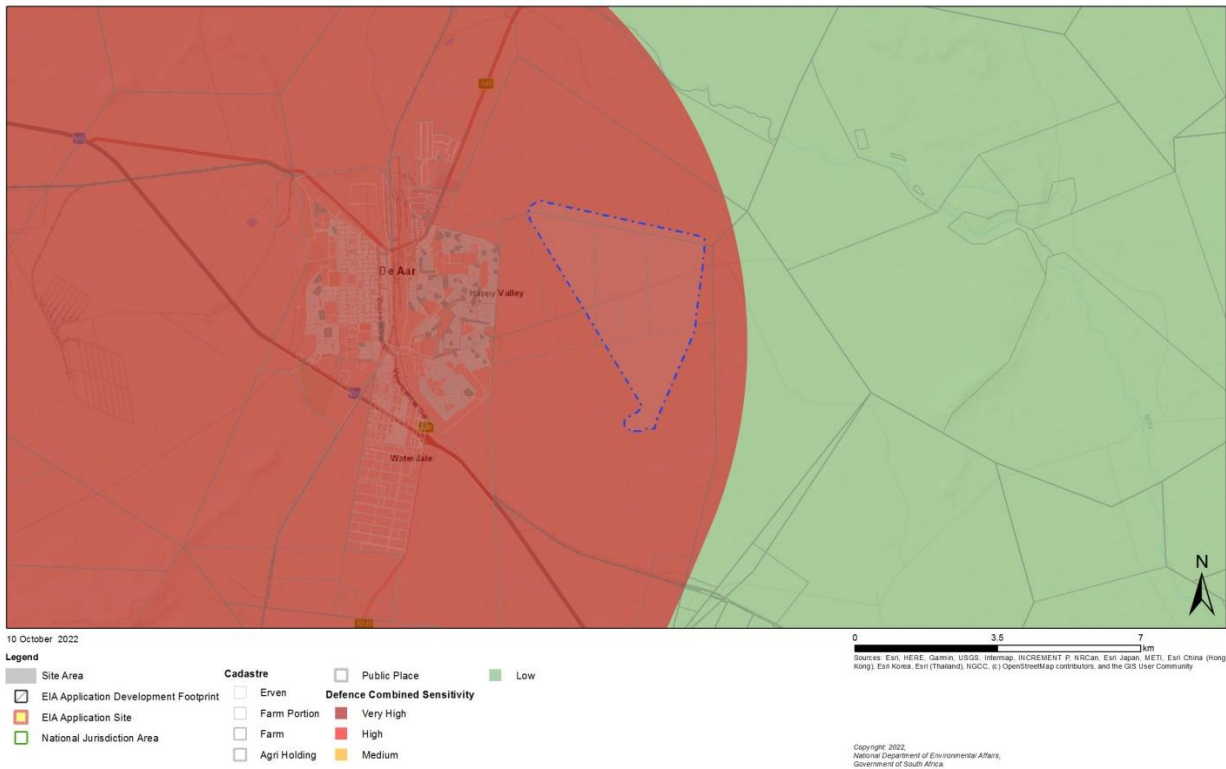 De Aar
Happy Valley
Waterdale
N
10 October 2022
0 3.5 7
km
Sources: Esri, HERE, Garmin, USGS, Intermap, INCREMENT P, NRCan, Esri Japan, METI, Esri China (Hong
Kong), Esri Korea, Esri (Thailand), NGCC, (c) OpenStreetMap contributors, and the GIS User Community
Legend
Site Area
EIA Application Development Footprint
EIA Application Site
National Jurisdiction Area
Cadastre
Erven
Farm Portion
Farm
Agri Holding
Public Place
Defence Combined Sensitivity
Very High
High
Medium
Low
Copyright: 2022,
National Department of Environmental Affairs,
Government of South Africa.